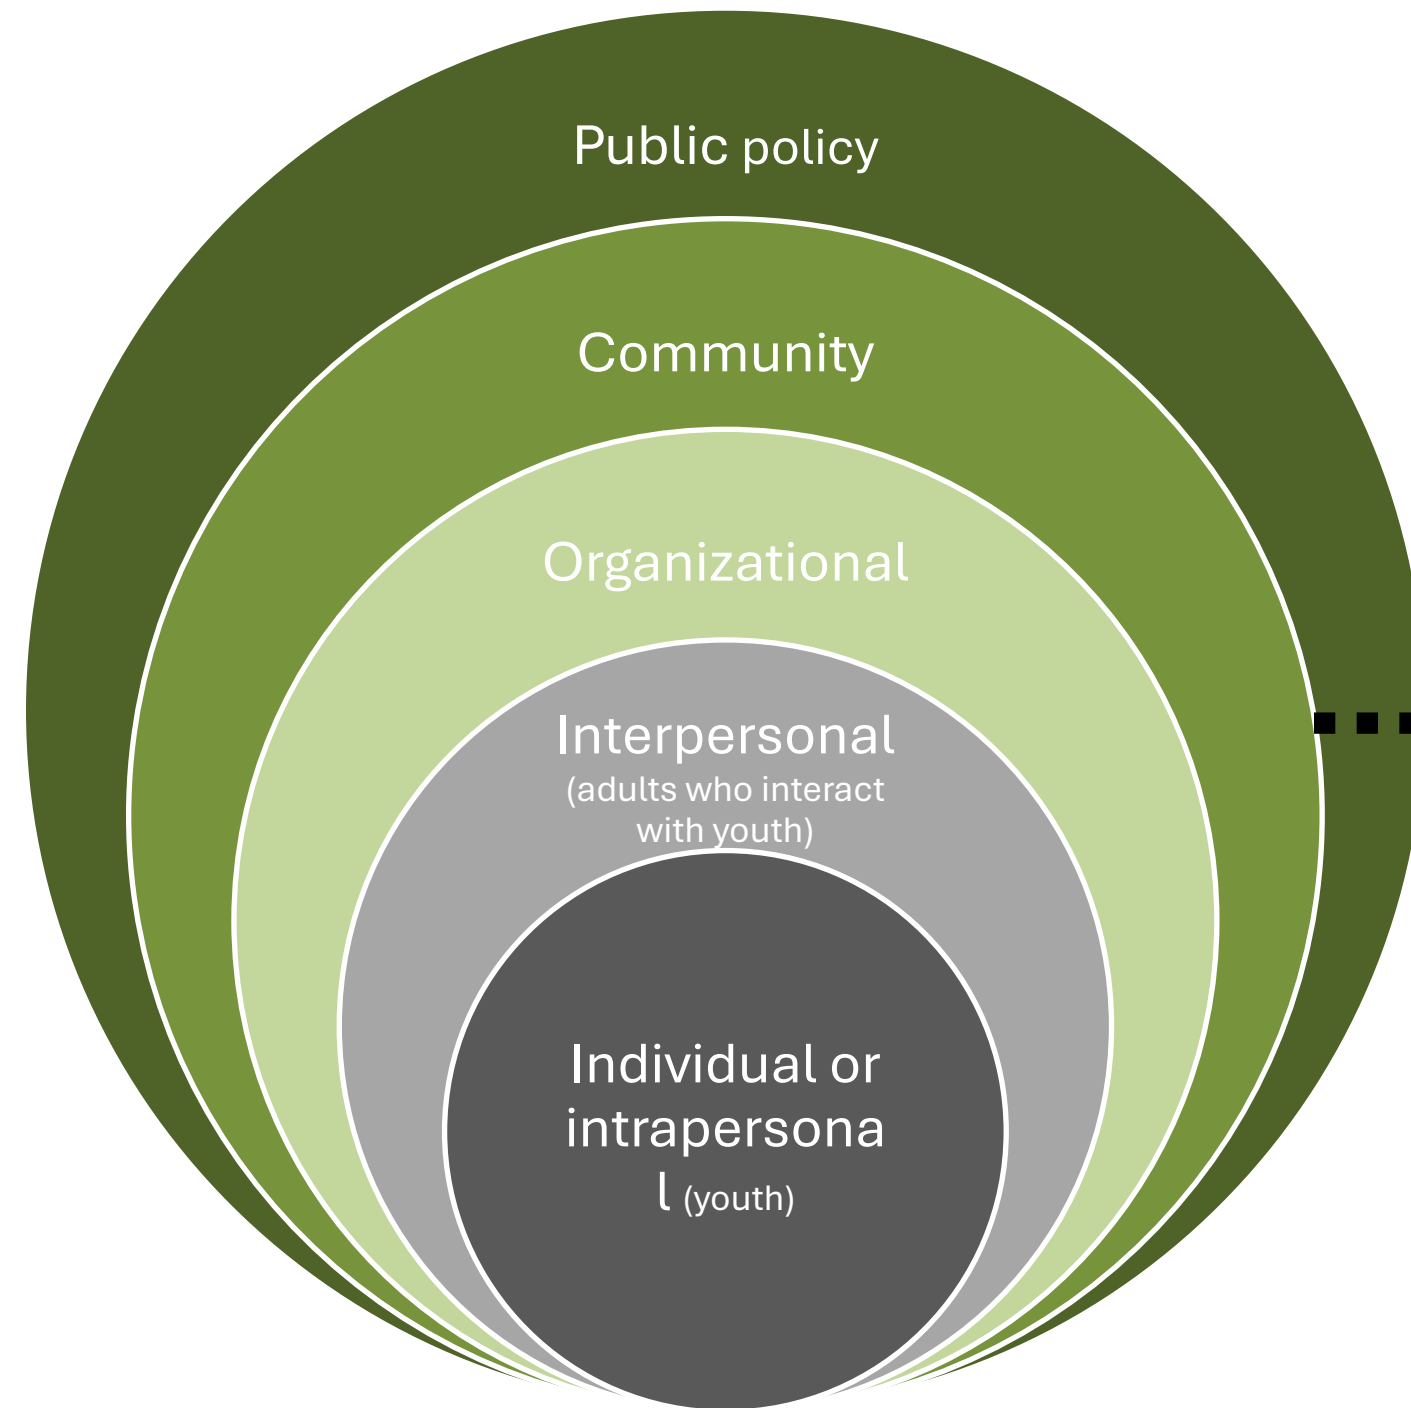 Public policy
Community
Organizational
Interpersonal
(adults who interact
with youth)
Individual or
intrapersona
l (youth)